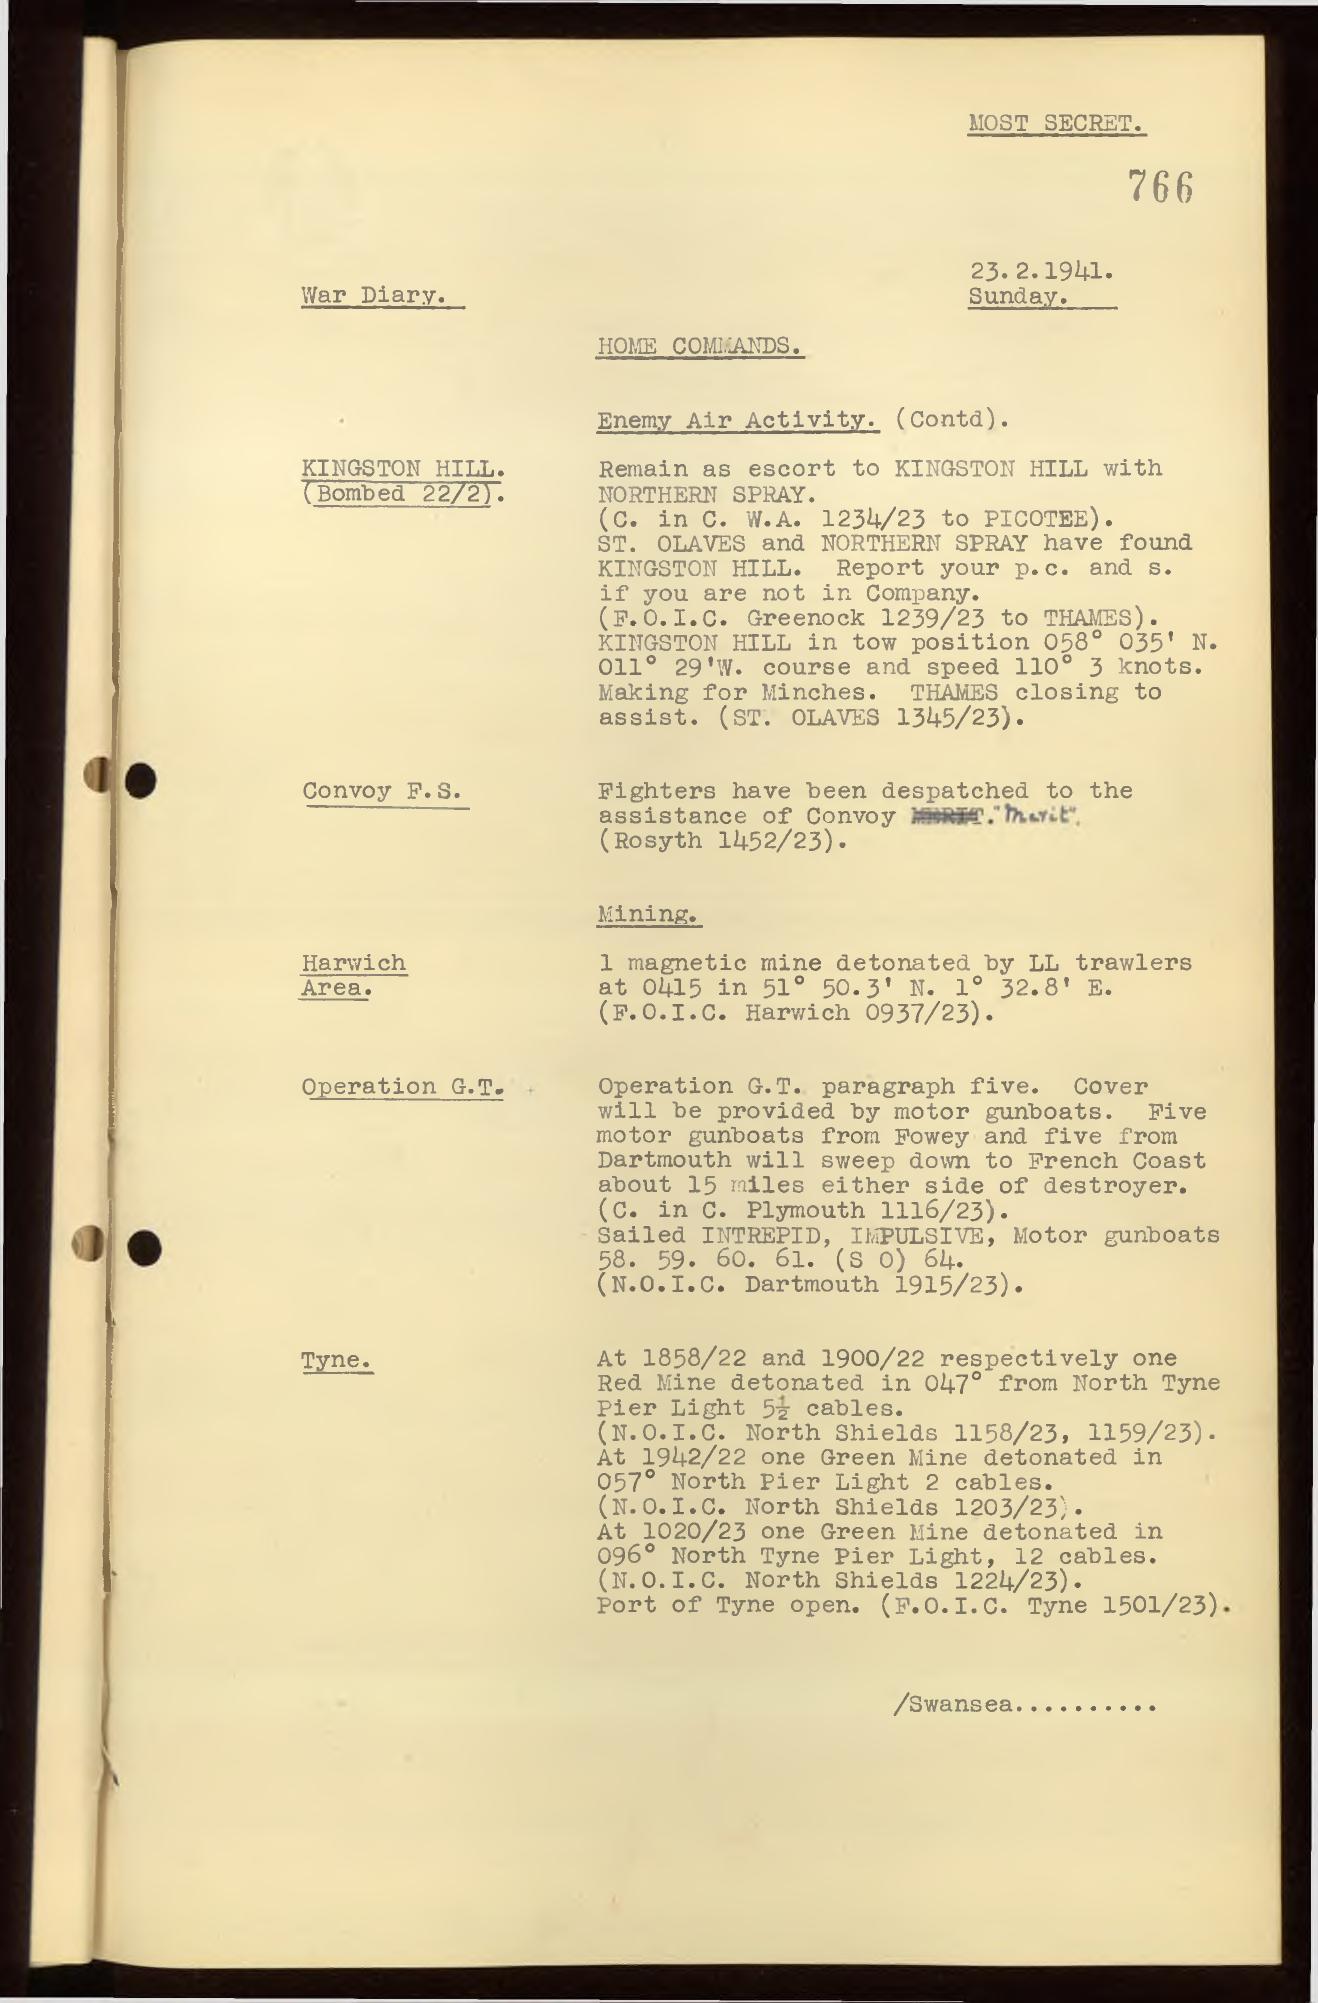 MOST SECRET.
766
23.2.1941.
War Diary.
Sunday.
HOME COMMANDS.
Enemy Air Activity. (Contd).
KINGSTON HILL.
(Bombed 22/2).
Remain as escort to KINGSTON HILL with
NORTHERN SPRAY.
(C. in C. W.A. 1234/23 to PICOTEE).
ST. OLAVES and NORTHERN SPRAY have found
KINGSTON HILL. Report your p.c. and s.
if you are not in Company.
(F.O.I.C. Greenock 1239/23 to THAMES).
KINGSTON HILL in tow position 058° 035' N.
011° 29'W. course and speed 110° 3 knots.
Making for Minches. THAMES closing to
assist. (ST. OLAVES 1345/23).
Convoy F.S.
Fighters have been despatched to the
assistance of Convoy MERIT. "Merit".
(Rosyth 1452/23).
Mining.
Harwich
Area.
1 magnetic mine detonated by LL trawlers
at 0415 in 51° 50.3' N. 1° 32.8' E.
(F.O.I.C. Harwich 0937/23).
Operation G.T.
Operation G.T. paragraph five. Cover
will be provided by motor gunboats. Five
motor gunboats from Fowey and five from
Dartmouth will sweep down to French Coast
about 15 miles either side of destroyer.
(C. in C. Plymouth 1116/23).
Sailed INTREPID, IMPULSIVE, Motor gunboats
58. 59. 60. 61. (S O) 64.
(N.O.I.C. Dartmouth 1915/23).
Tyne.
At 1858/22 and 1900/22 respectively one
Red Mine detonated in 047° from North Tyne
Pier Light 5½ cables.
(N.O.I.C. North Shields 1158/23, 1159/23).
At 1942/22 one Green Mine detonated in
057° North Pier Light 2 cables.
(N.O.I.C. North Shields 1203/23).
At 1020/23 one Green Mine detonated in
096° North Tyne Pier Light, 12 cables.
(N.O.I.C. North Shields 1224/23).
Port of Tyne open. (F.O.I.C. Tyne 1501/23).
/Swansea..........